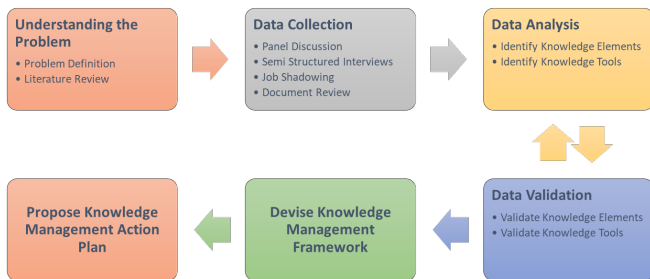 Understanding the
Problem
• Problem Definition
• Literature Review
Data Collection
• Panel Discussion
• Semi Structured Interviews
• Job Shadowing
• Document Review
Data Analysis
• Identify Knowledge Elements
• Identify Knowledge Tools
Data Validation
• Validate Knowledge Elements
• Validate Knowledge Tools
Devise Knowledge
Management
Framework
Propose Knowledge
Management Action
Plan